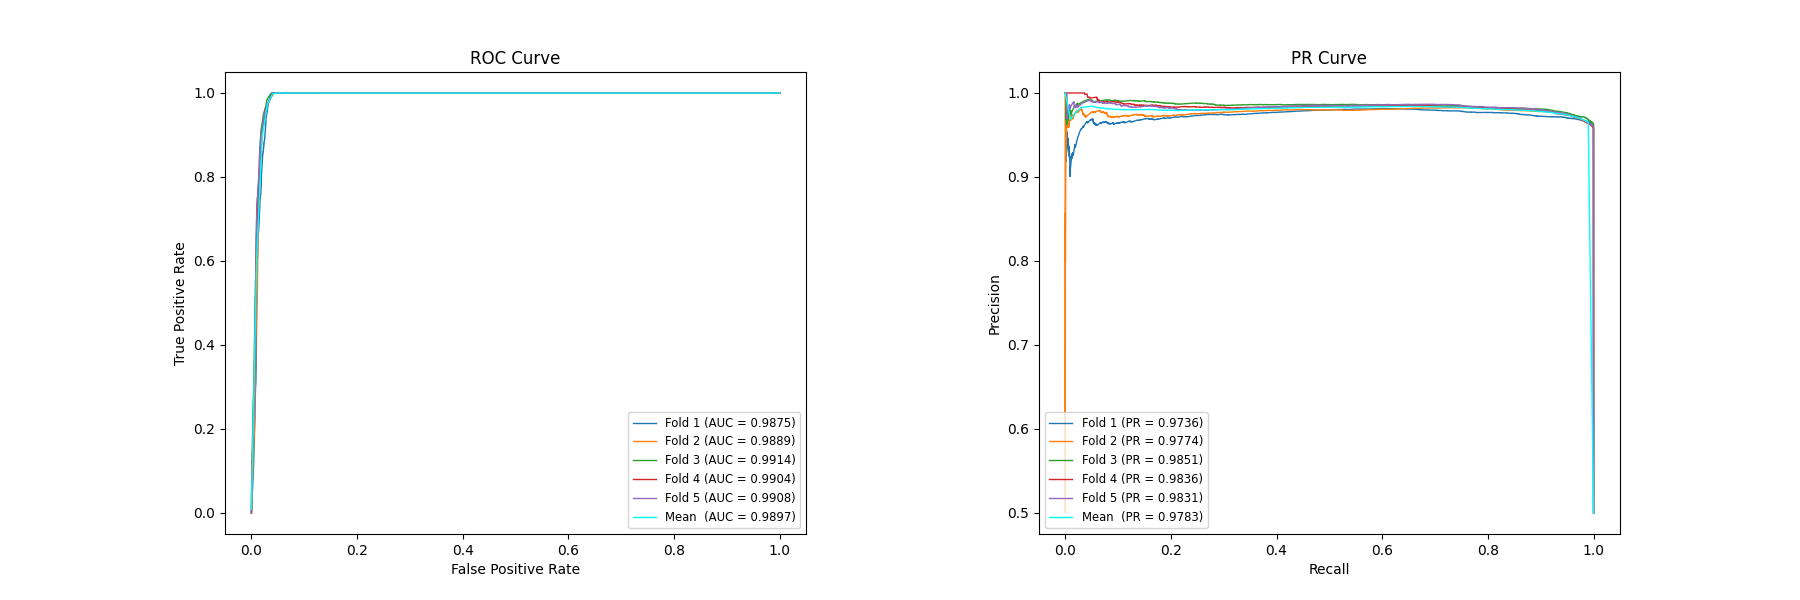 ROC Curve
1.0
0.8
0.6
0.4
0.2
0.0
True Positive Rate
Fold 1 (AUC = 0.9875)
Fold 2 (AUC = 0.9889)
Fold 3 (AUC = 0.9914)
Fold 4 (AUC = 0.9904)
Fold 5 (AUC = 0.9908)
Mean  (AUC = 0.9897)
0.0 0.2 0.4 0.6 0.8 1.0
False Positive Rate
PR Curve
1.0
0.9
0.8
0.7
0.6
0.5
Precision
Fold 1 (PR = 0.9736)
Fold 2 (PR = 0.9774)
Fold 3 (PR = 0.9851)
Fold 4 (PR = 0.9836)
Fold 5 (PR = 0.9831)
Mean  (PR = 0.9783)
0.0 0.2 0.4 0.6 0.8 1.0
Recall